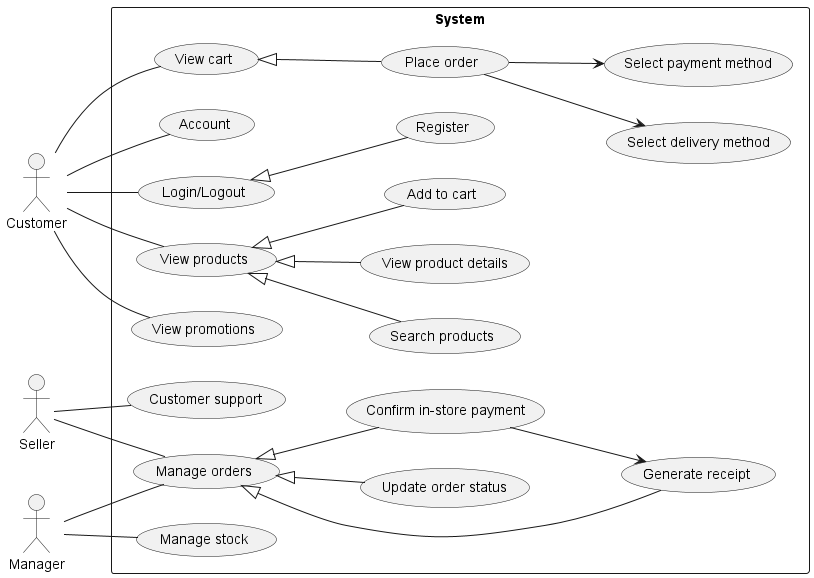 System
View cart
Place order
Select payment method
Account
Register
Select delivery method
Customer
Login/Logout
Add to cart
View products
View product details
View promotions
Search products
Seller
Customer support
Confirm in-store payment
Manage orders
Update order status
Generate receipt
Manager
Manage stock